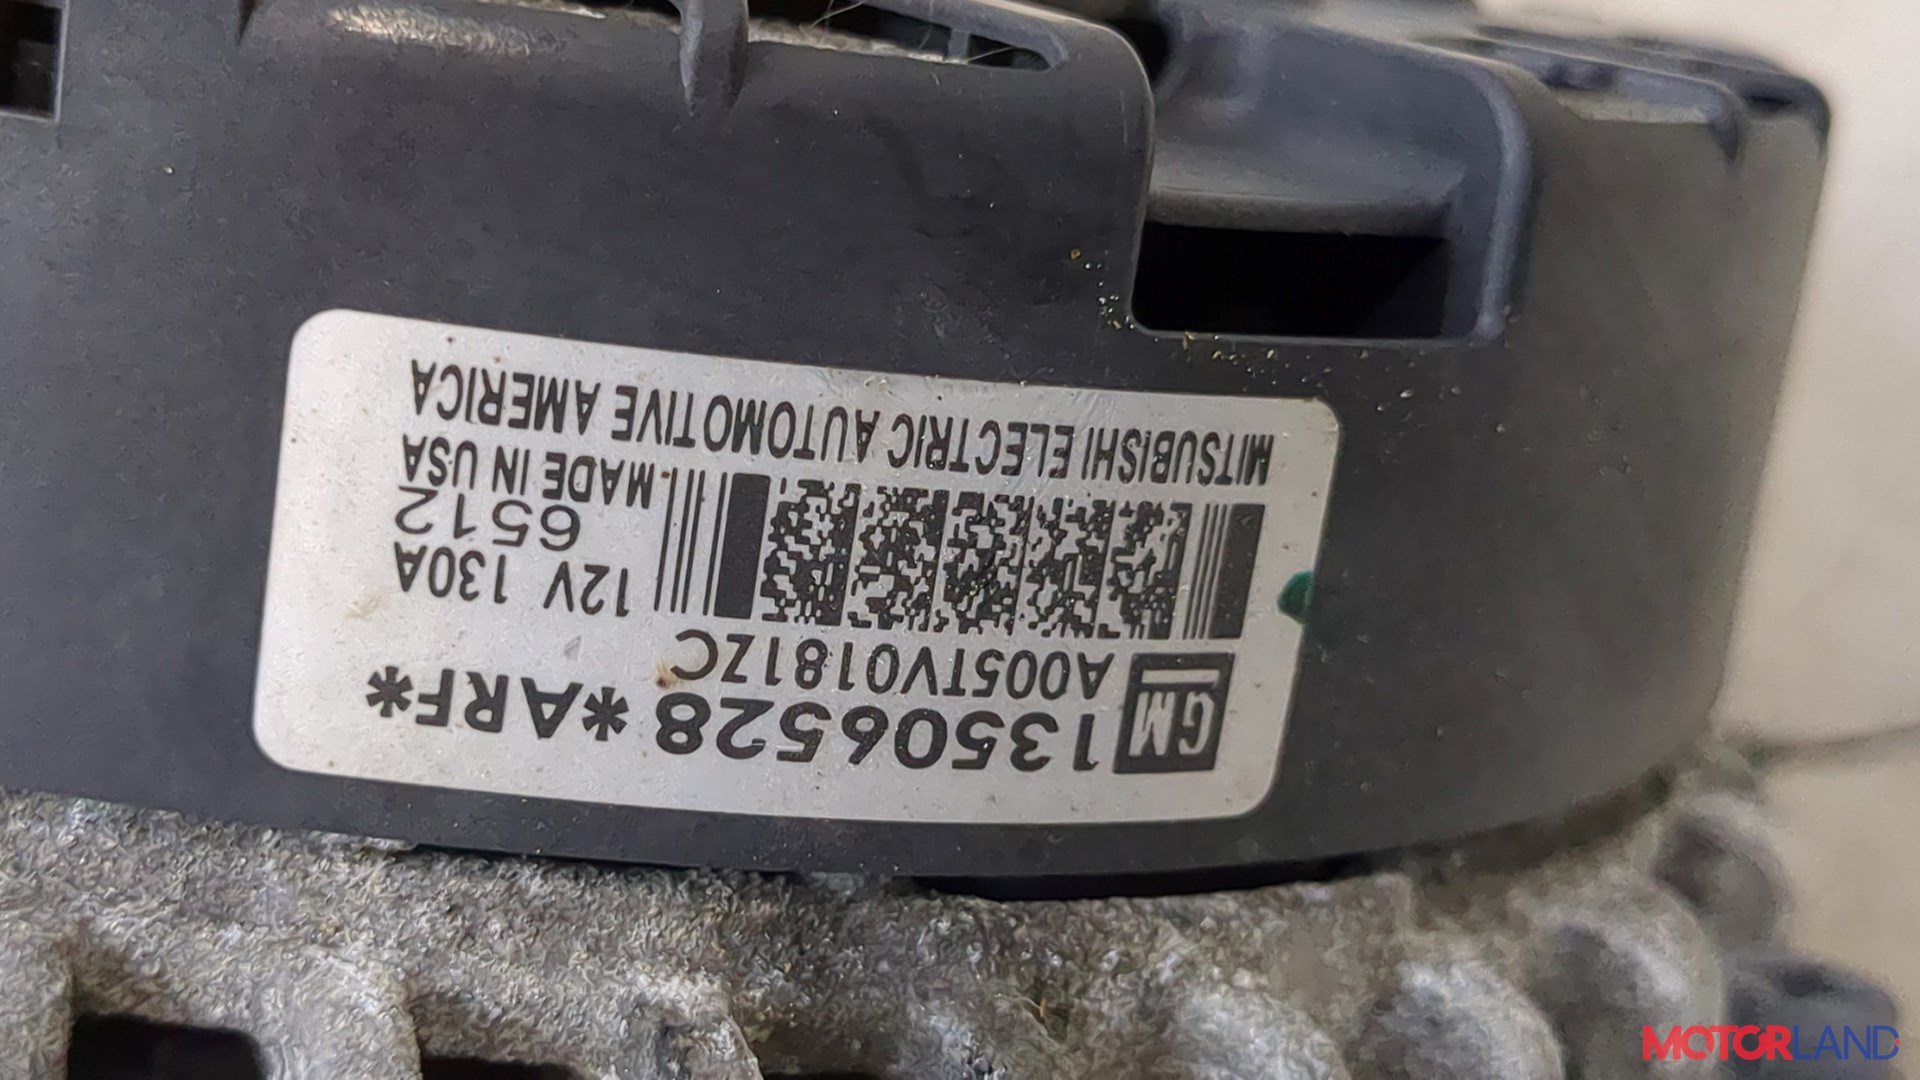 GM 13506528 *ARF*
A005TV0181ZC
12V 130A
6512
MADE IN USA
MITSUBISHI ELECTRIC AUTOMOTIVE AMERICA
MOTORLAND